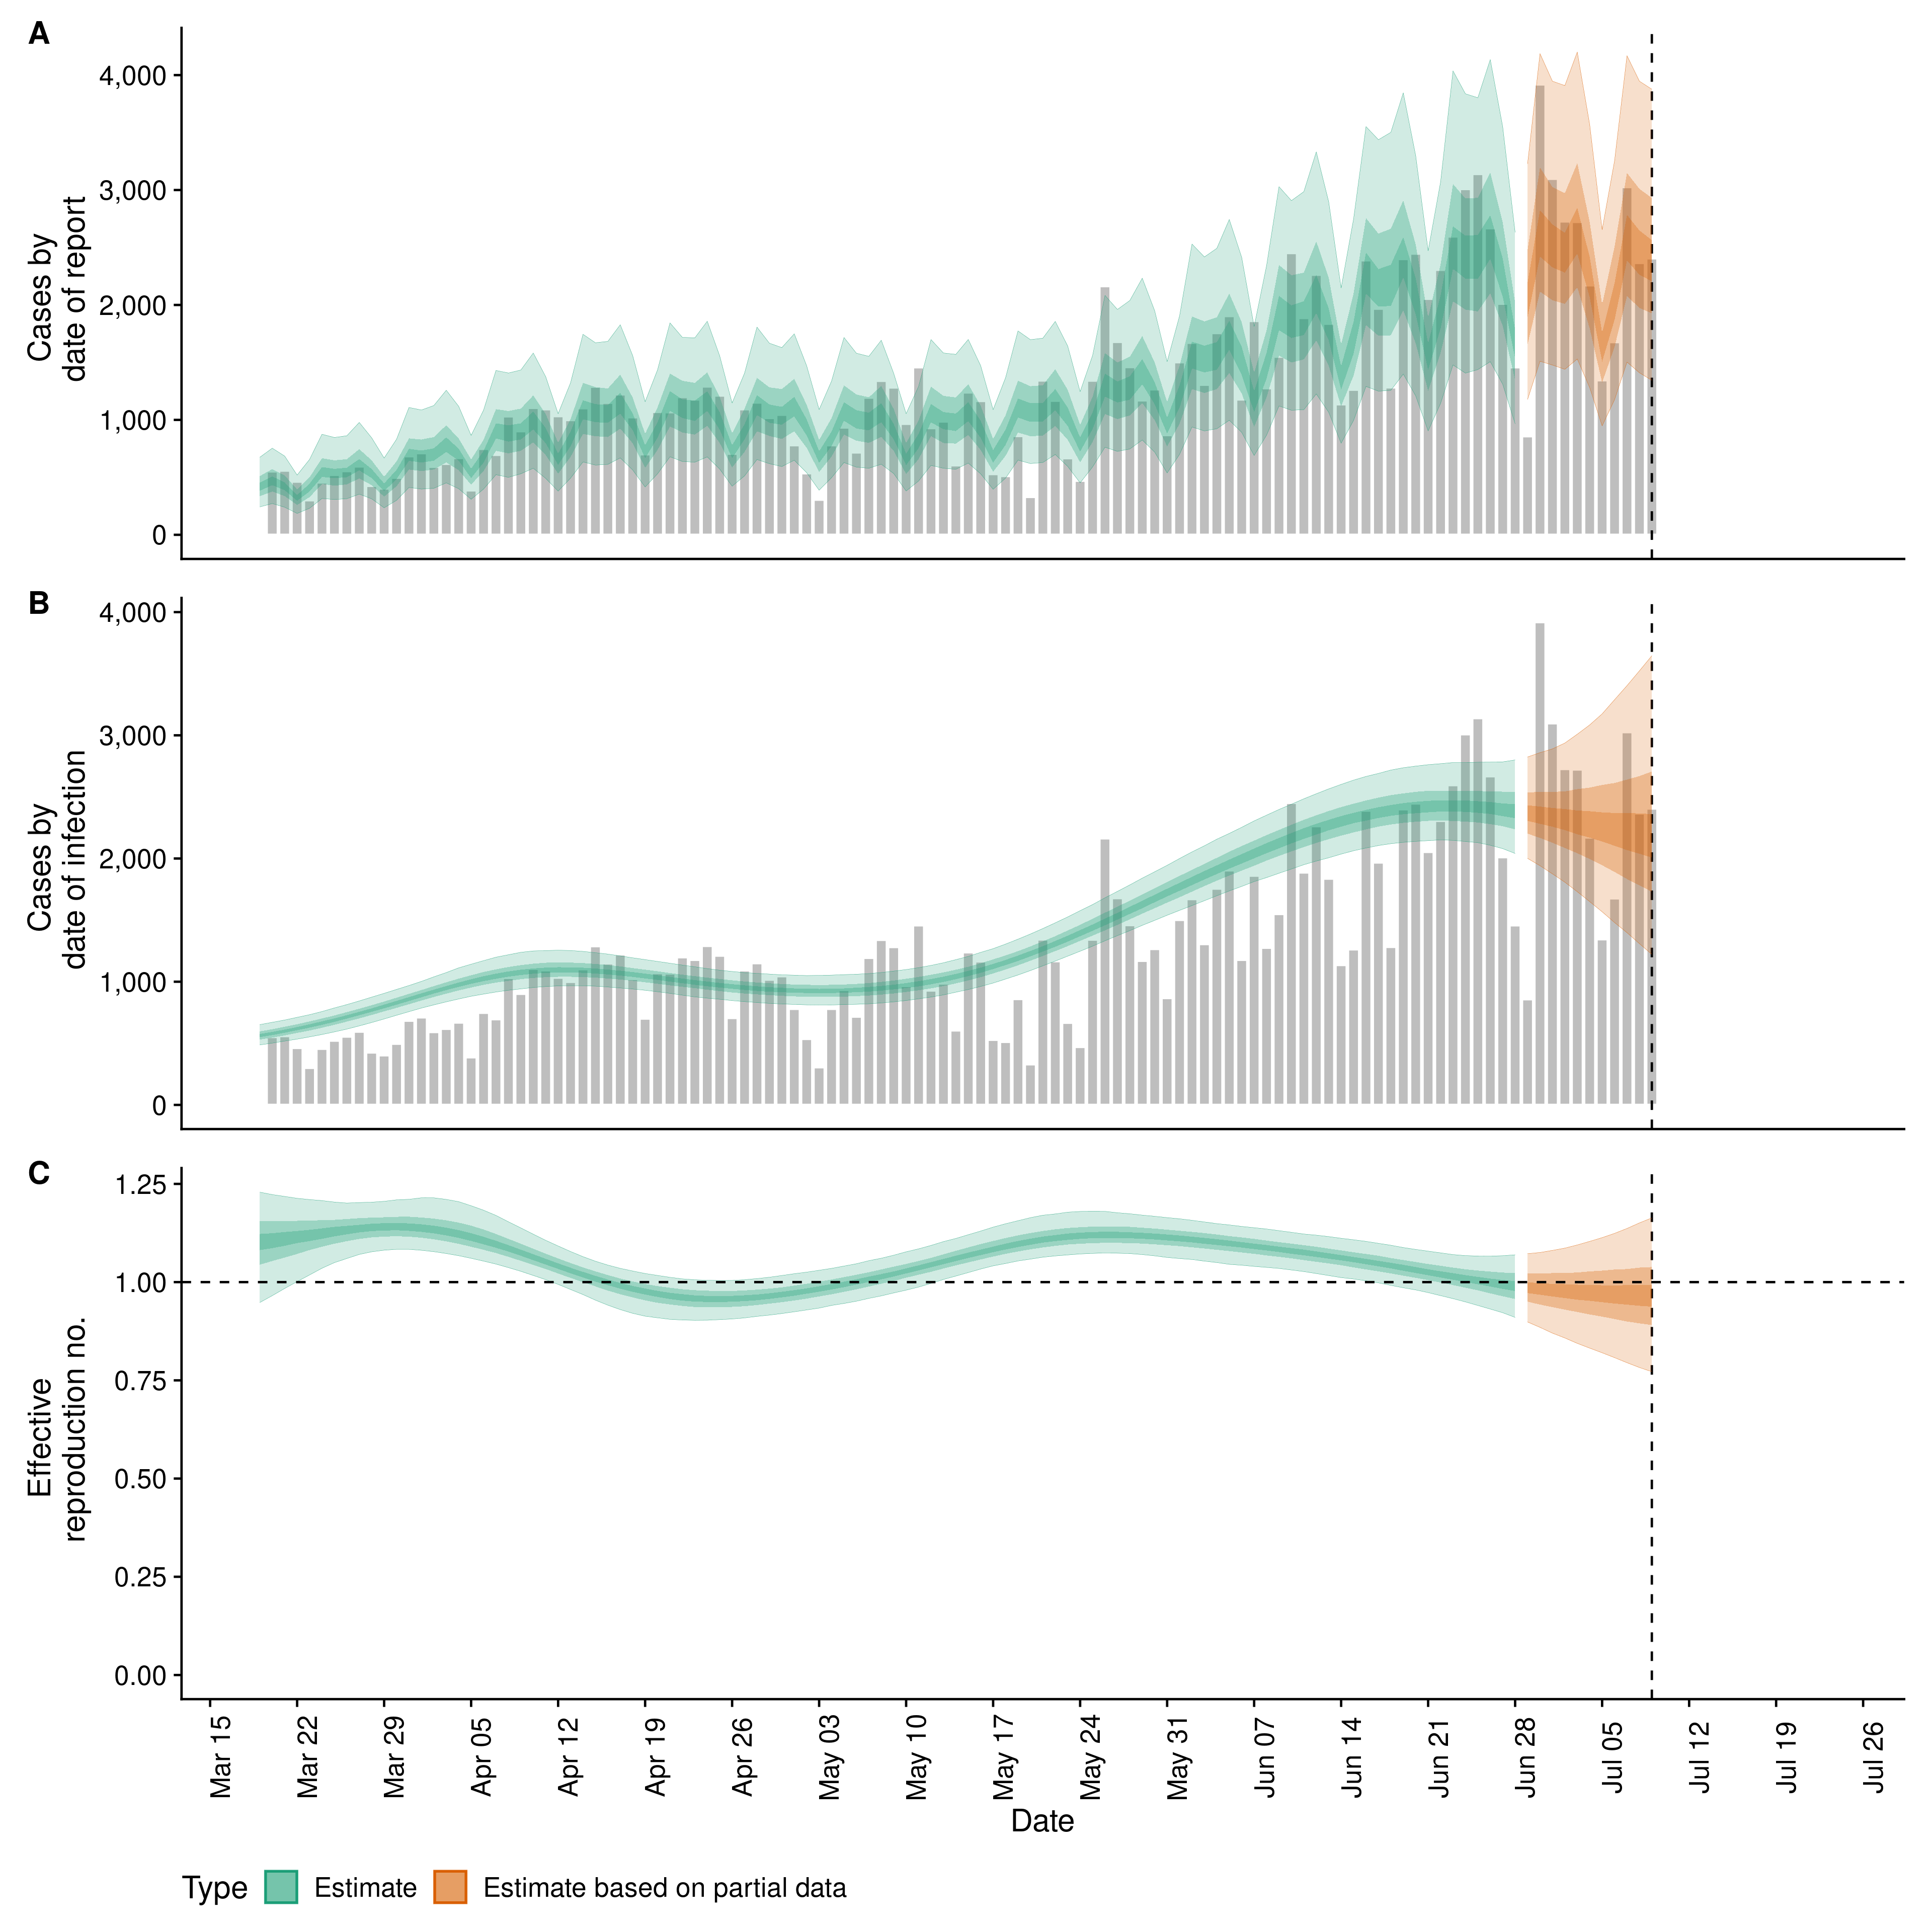 A
Cases by
date of report
4,000
3,000
2,000
1,000
0
B
Cases by
date of infection
4,000
3,000
2,000
1,000
0
C
Effective
reproduction no.
1.25
1.00
0.75
0.50
0.25
0.00
Mar 15
Mar 22
Mar 29
Apr 05
Apr 12
Apr 19
Apr 26
May 03
May 10
May 17
May 24
May 31
Jun 07
Jun 14
Jun 21
Jun 28
Jul 05
Jul 12
Jul 19
Jul 26
Date
Type Estimate Estimate based on partial data